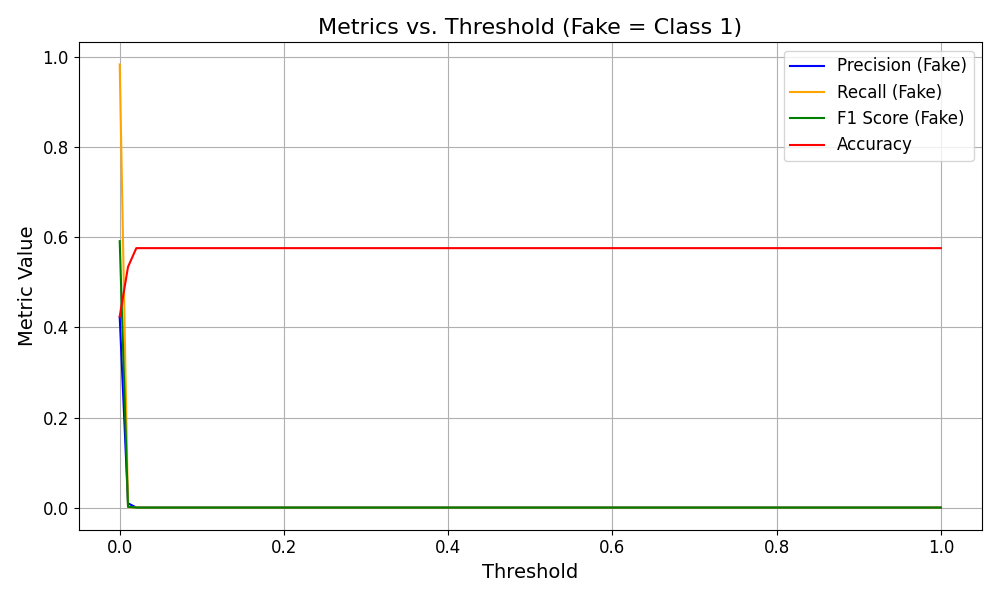 Metrics vs. Threshold (Fake = Class 1)
Precision (Fake)
Recall (Fake)
F1 Score (Fake)
Accuracy
Metric Value
1.0
0.8
0.6
0.4
0.2
0.0
0.0 0.2 0.4 0.6 0.8 1.0
Threshold